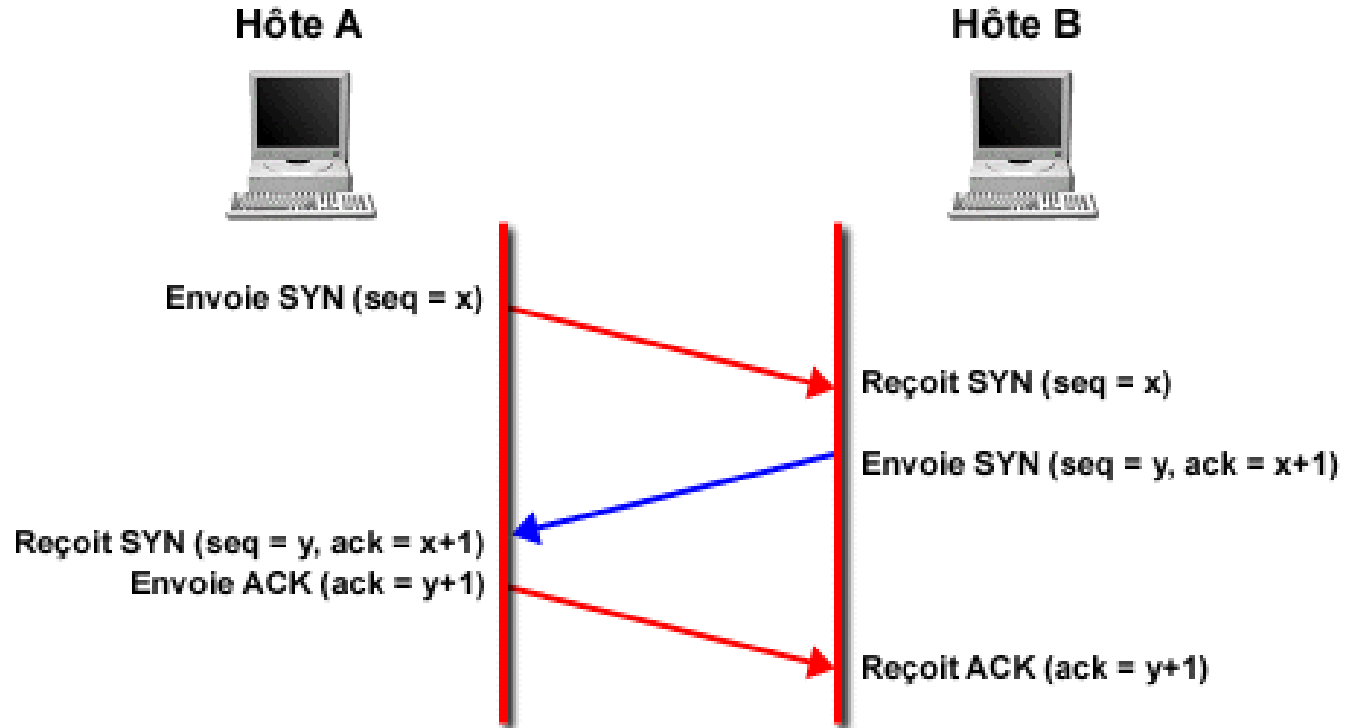 Hôte A
Hôte B
Envoie SYN (seq = x)
Reçoit SYN (seq = x)
Envoie SYN (seq = y, ack = x+1)
Reçoit SYN (seq = y, ack = x+1)
Envoie ACK (ack = y+1)
Reçoit ACK (ack = y+1)